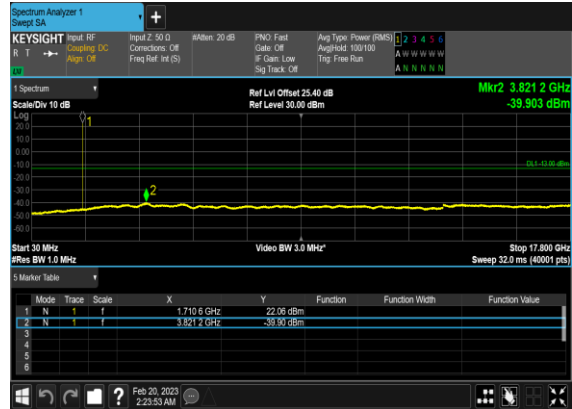 Spectrum Analyzer 1
Swept SA
+
KEYSIGHT Input: RF Input Z: 50 Ω #Atten: 20 dB PNO: Fast Avg Type: Power (RMS) 1 2 3 4 5 6
R T Coupling: DC Corrections: Off Gate: Off Avg|Hold: 100/100 A W W W W W
Align: Off Freq Ref: Int (S) IF Gain: Low Trig: Free Run
Sig Track: Off A N N N N N
1 Spectrum Ref Lvl Offset 25.40 dB Mkr2 3.821 2 GHz
Scale/Div 10 dB Ref Level 30.00 dBm -39.903 dBm
Log
1
20.0
10.0
0.00
-10.0 DL1 -13.00 dBm
-20.0
-30.0 2
-40.0
-50.0
-60.0
Start 30 MHz Video BW 3.0 MHz* Stop 17.800 GHz
#Res BW 1.0 MHz Sweep 32.0 ms (40001 pts)
5 Marker Table
Mode Trace Scale X Y Function Function Width Function Value
1 N 1 f 1.710 6 GHz 22.06 dBm
2 N 1 f 3.821 2 GHz -39.90 dBm
3
4
5
6
? Feb 20, 2023
2:23:53 AM